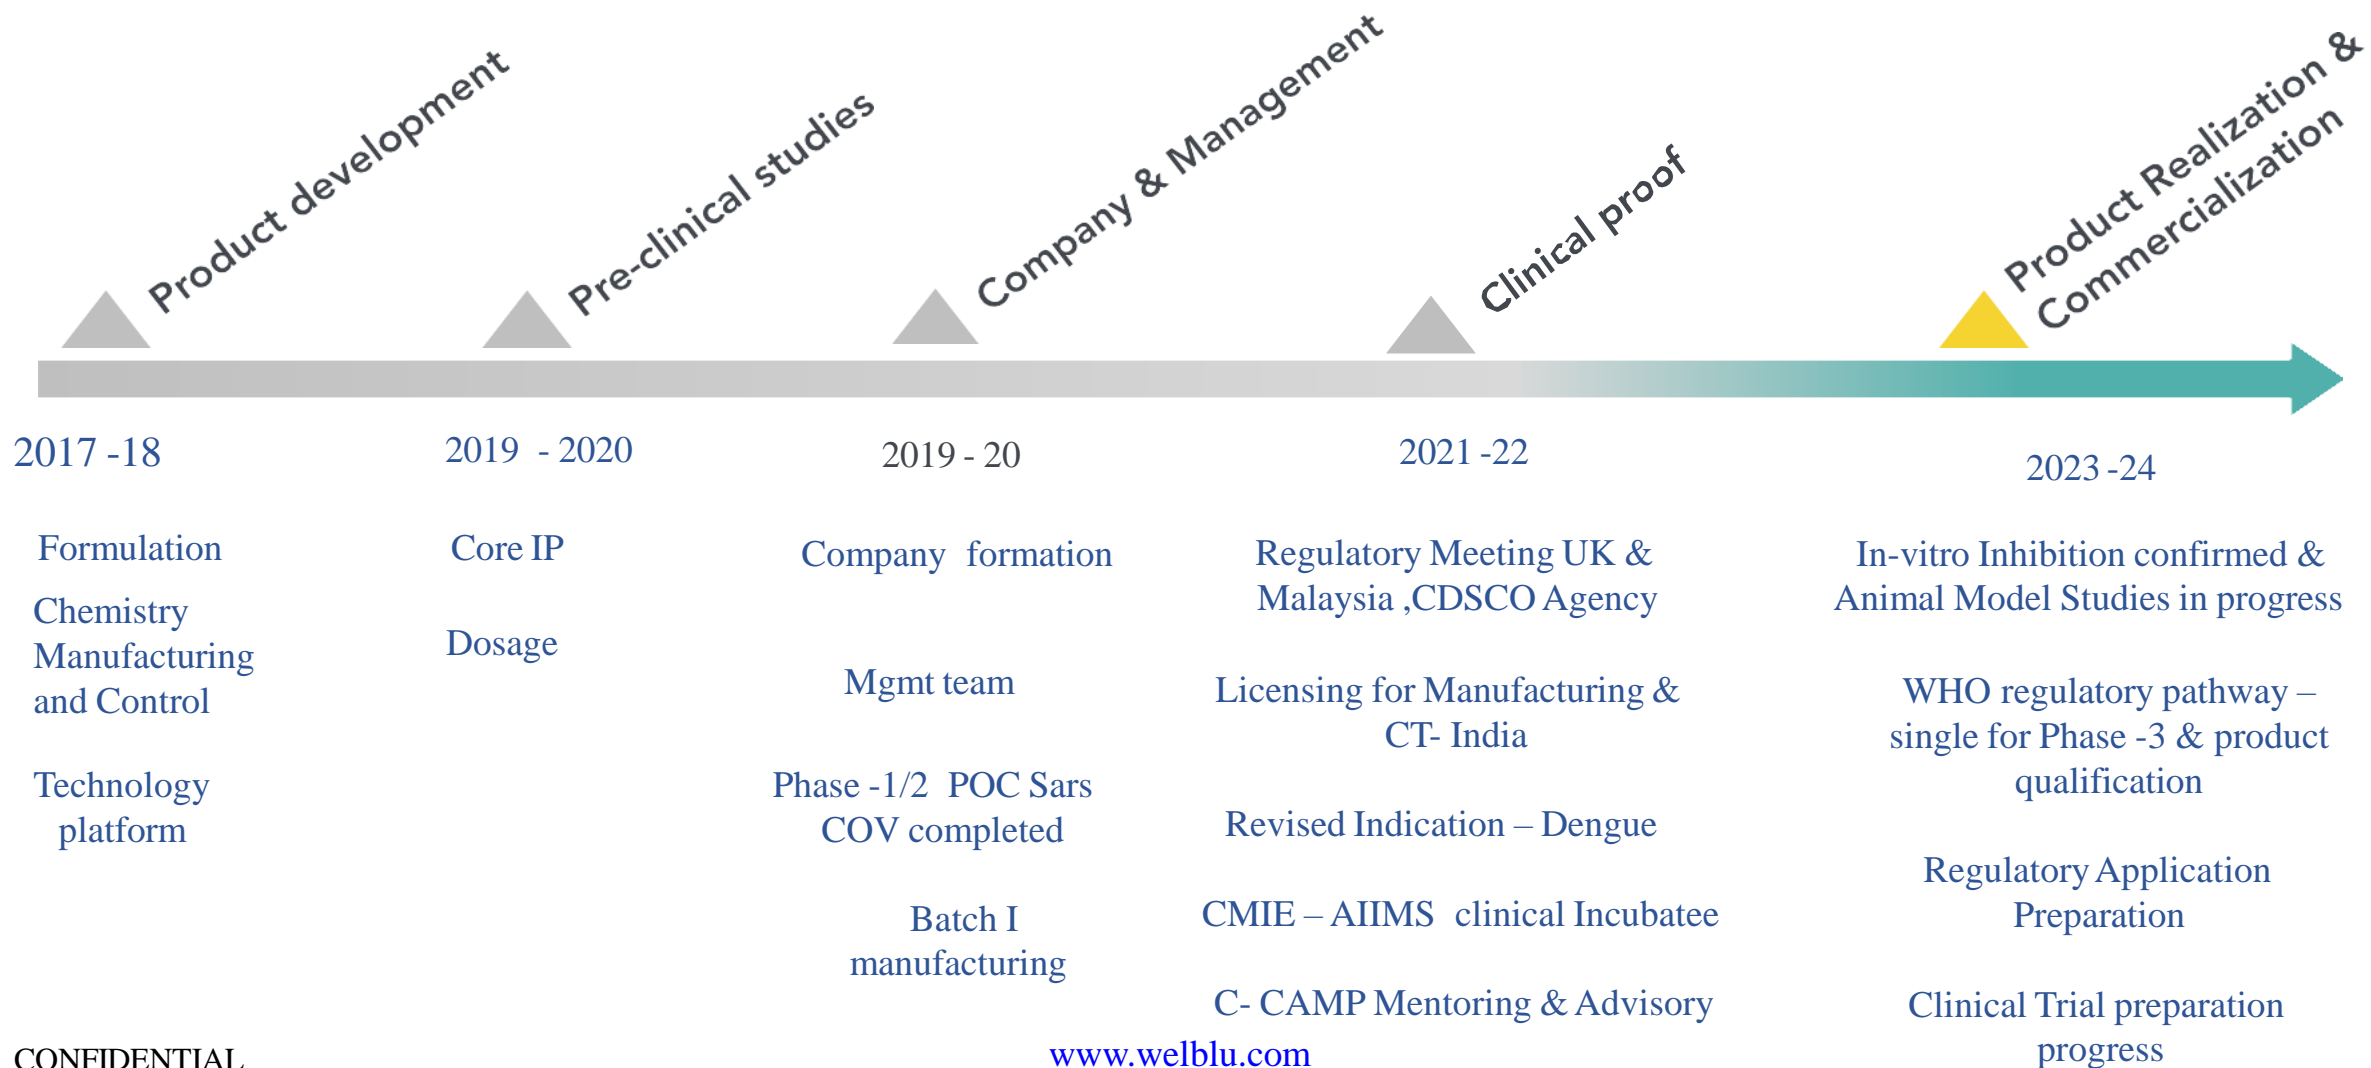 Product development
Pre-clinical studies
Company & Management
Clinical proof
Product Realization &
Commercialization
2017 -18
2019 - 2020
2019 - 20
2021 -22
2023 -24
Formulation
Chemistry
Manufacturing
and Control
Technology
platform
Core IP
Dosage
Company formation
Mgmt team
Phase -1/2 POC Sars
COV completed
Batch I
manufacturing
Regulatory Meeting UK &
Malaysia ,CDSCO Agency
Licensing for Manufacturing &
CT- India
Revised Indication – Dengue
CMIE – AIIMS clinical Incubatee
C- CAMP Mentoring & Advisory
In-vitro Inhibition confirmed &
Animal Model Studies in progress
WHO regulatory pathway –
single for Phase -3 & product
qualification
Regulatory Application
Preparation
Clinical Trial preparation
progress
CONFIDENTIAL
www.welblu.com